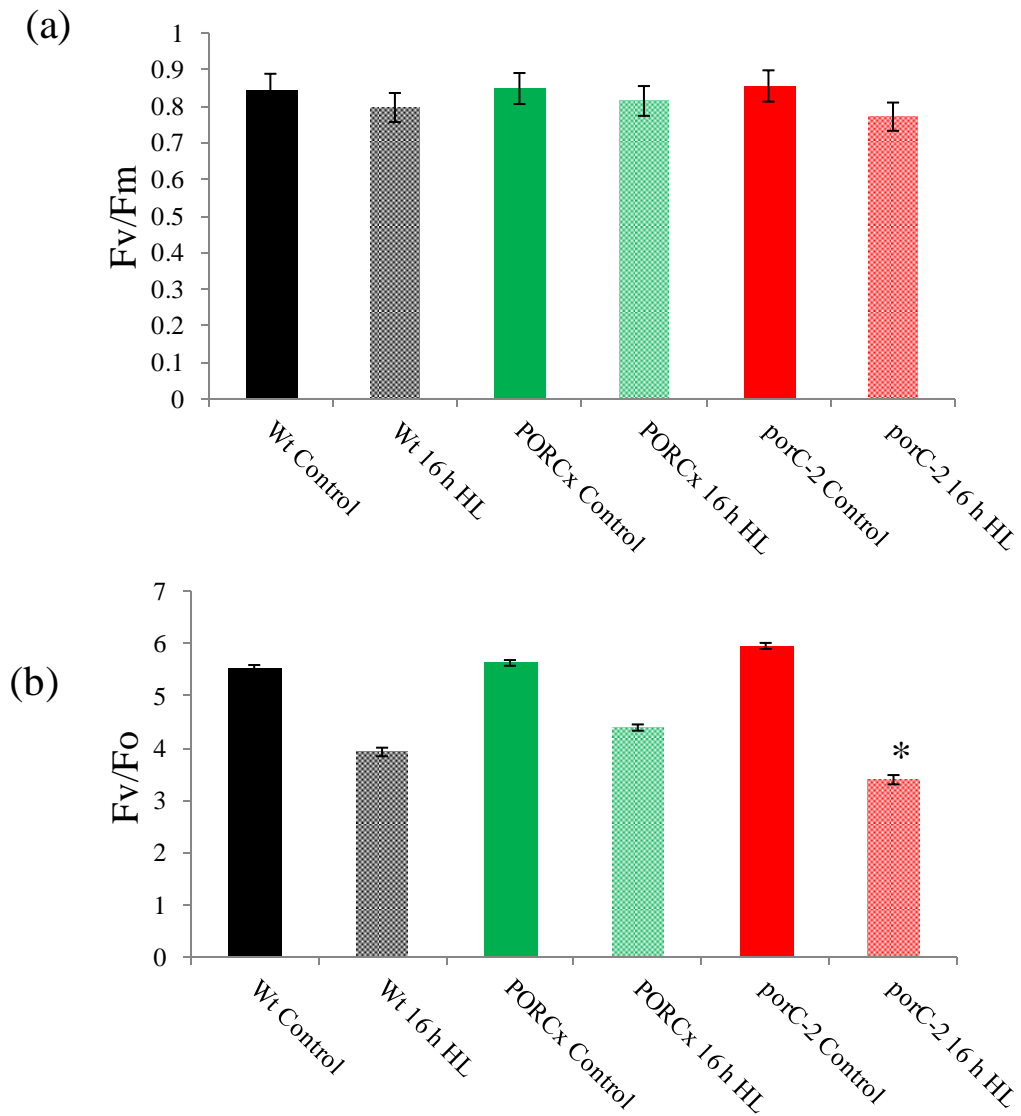 (a)
Fv/Fm
1
0.9
0.8
0.7
0.6
0.5
0.4
0.3
0.2
0.1
0
Wt Control
Wt 16 h HL
PORCx Control
PORCx 16 h HL
porC-2 Control
porC-2 16 h HL
(b)
Fv/Fo
7
6
5
4
3
2
1
0
*
Wt Control
Wt 16 h HL
PORCx Control
PORCx 16 h HL
porC-2 Control
porC-2 16 h HL